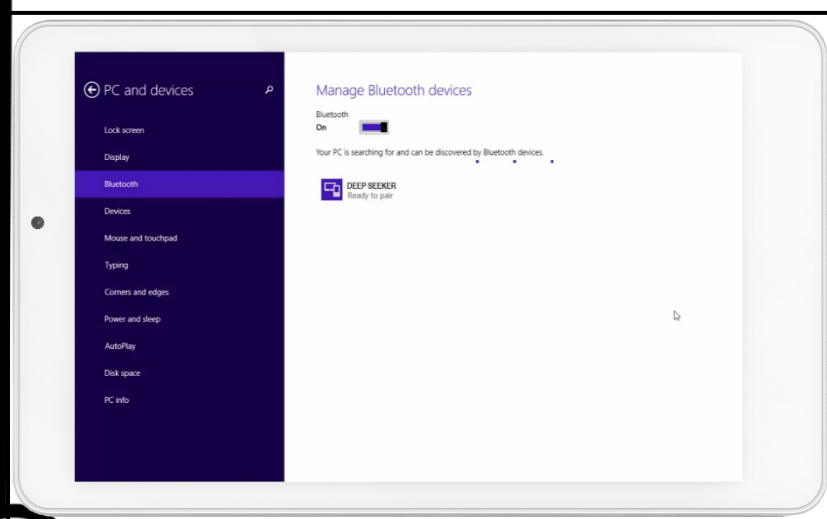 PC and devices
Lock screen
Display
Bluetooth
Devices
Mouse and touchpad
Typing
Corners and edges
Power and sleep
AutoPlay
Disk space
PC info
Manage Bluetooth devices
Bluetooth
On
Your PC is searching for and can be discovered by Bluetooth devices.
DEEP SEEKER
Ready to pair